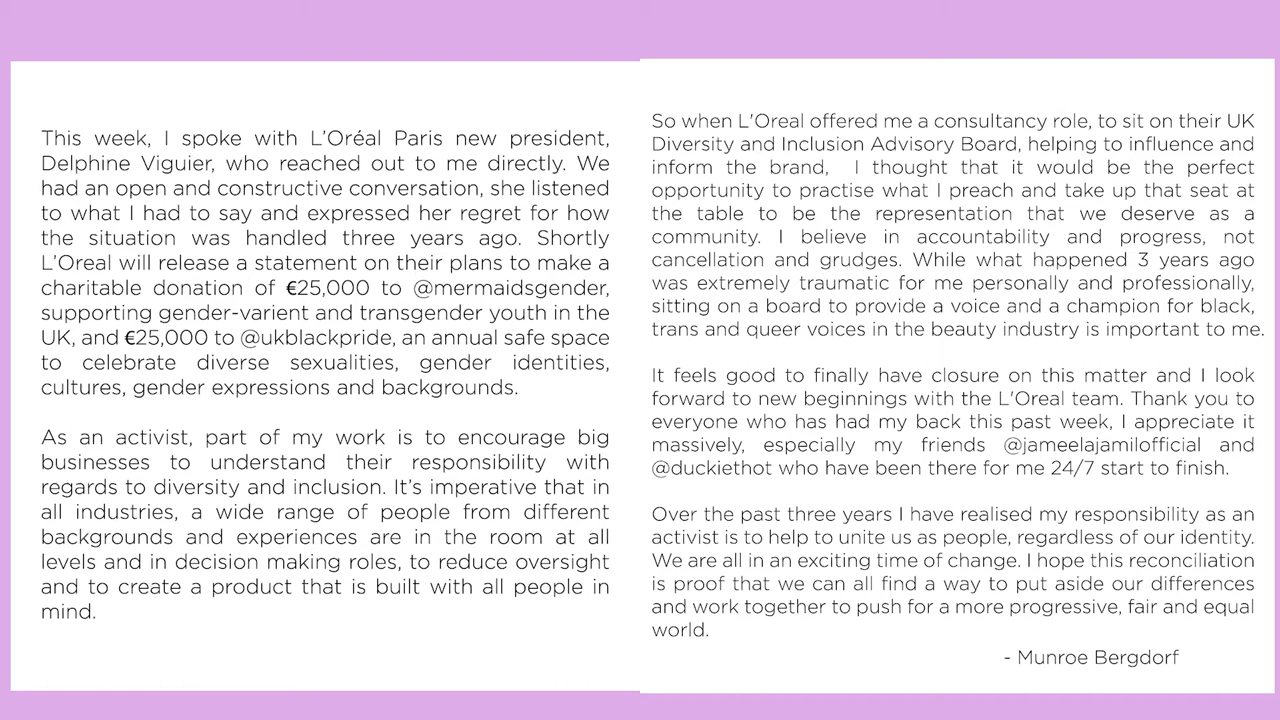 This week, I spoke with L'Oréal Paris new president,
Delphine Viguier, who reached out to me directly. We
had an open and constructive conversation, she listened
to what I had to say and expressed her regret for how
the situation was handled three years ago. Shortly
L'Oreal will release a statement on their plans to make a
charitable donation of €25,000 to @mermaidsgender,
supporting gender-varient and transgender youth in the
UK, and €25,000 to @ukblackpride, an annual safe space
to celebrate diverse sexualities, gender identities,
cultures, gender expressions and backgrounds.
As an activist, part of my work is to encourage big
businesses to understand their responsibility with
regards to diversity and inclusion. It's imperative that in
all industries, a wide range of people from different
backgrounds and experiences are in the room at all
levels and in decision making roles, to reduce oversight
and to create a product that is built with all people in
mind.
So when L'Oreal offered me a consultancy role, to sit on their UK
Diversity and Inclusion Advisory Board, helping to influence and
inform the brand, I thought that it would be the perfect
opportunity to practise what I preach and take up that seat at
the table to be the representation that we deserve as a
community. I believe in accountability and progress, not
cancellation and grudges. While what happened 3 years ago
was extremely traumatic for me personally and professionally,
sitting on a board to provide a voice and a champion for black,
trans and queer voices in the beauty industry is important to me.
It feels good to finally have closure on this matter and I look
forward to new beginnings with the L'Oreal team. Thank you to
everyone who has had my back this past week, I appreciate it
massively, especially my friends @jameelajamilofficial and
@duckiethot who have been there for me 24/7 start to finish.
Over the past three years I have realised my responsibility as an
activist is to help to unite us as people, regardless of our identity.
We are all in an exciting time of change. I hope this reconciliation
is proof that we can all find a way to put aside our differences
and work together to push for a more progressive, fair and equal
world.
- Munroe Bergdorf